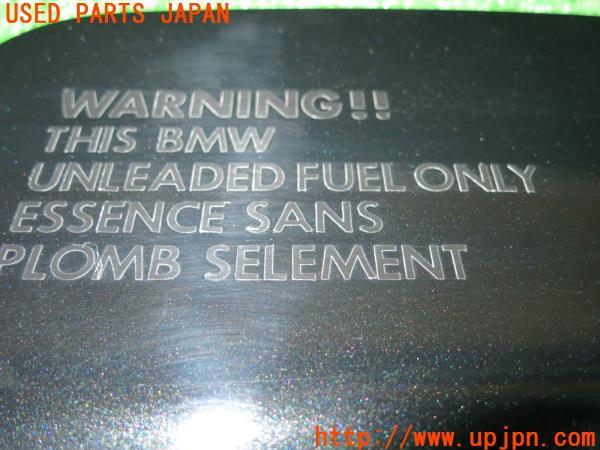 USED PARTS JAPAN
WARNING!!
THIS BMW
UNLEADED FUEL ONLY
ESSENCE SANS
PLOMB SELEMENT
http://www.upjpn.com